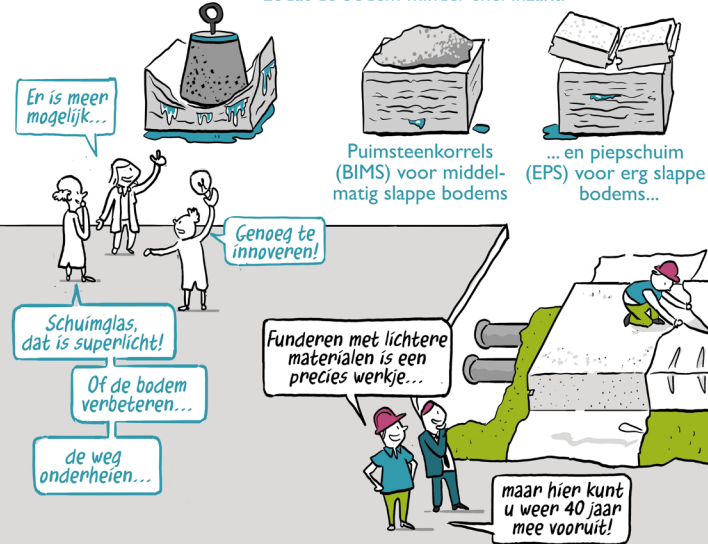 Er is meer
mogelijk...
Puimsteenkorrels
(BIMS) voor middel-
matig slappe bodems
... en piepschuim
(EPS) voor erg slappe
bodems...
Genoeg te
innoveren!
Schuimglas,
dat is superlicht!
Of de bodem
verbeteren...
de weg
onderheien...
Funderen met lichtere
materialen is een
precies werkje...
maar hier kunt
u weer 40 jaar
mee vooruit!